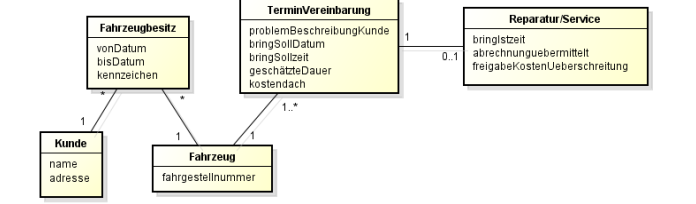 TerminVereinbarung
problemBeschreibungKunde
bringSollDatum
bringSollzeit
geschätzteDauer
kostendach
Reparatur/Service
bringIstzeit
abrechnunguebermittelt
freigabeKostenUeberschreitung
Fahrzeugbesitz
vonDatum
bisDatum
kennzeichen
1
0..1
*
*
1..*
1
1
1
Kunde
name
adresse
Fahrzeug
fahrgestellnummer